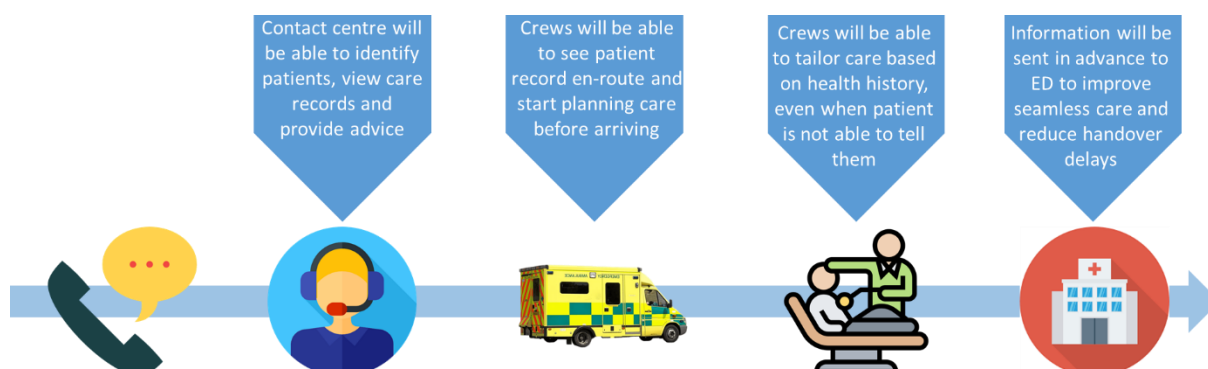 Contact centre will
be able to identify
patients, view care
records and
provide advice
Crews will be able
to see patient
record en-route and
start planning care
before arriving
Crews will be able
to tailor care based
on health history,
even when patient
is not able to tell
them
Information will be
sent in advance to
ED to improve
seamless care and
reduce handover
delays